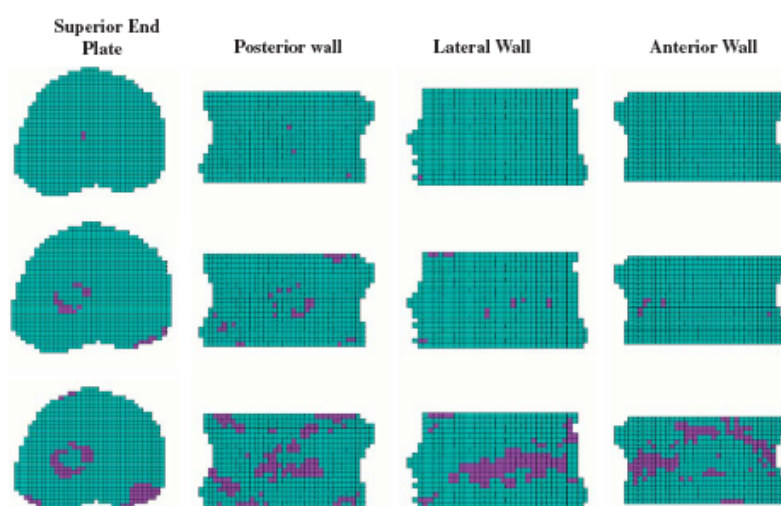 Superior End
Plate
Posterior wall
Lateral Wall
Anterior Wall